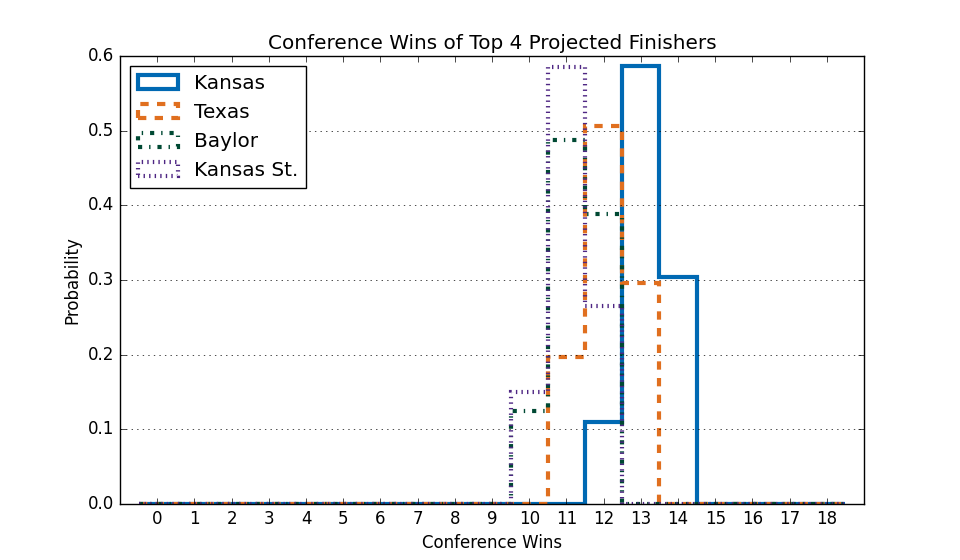 Conference Wins of Top 4 Projected Finishers
Kansas
Texas
Baylor
Kansas St.
Probability
0.6
0.5
0.4
0.3
0.2
0.1
0.0
0 1 2 3 4 5 6 7 8 9 10 11 12 13 14 15 16 17 18
Conference Wins